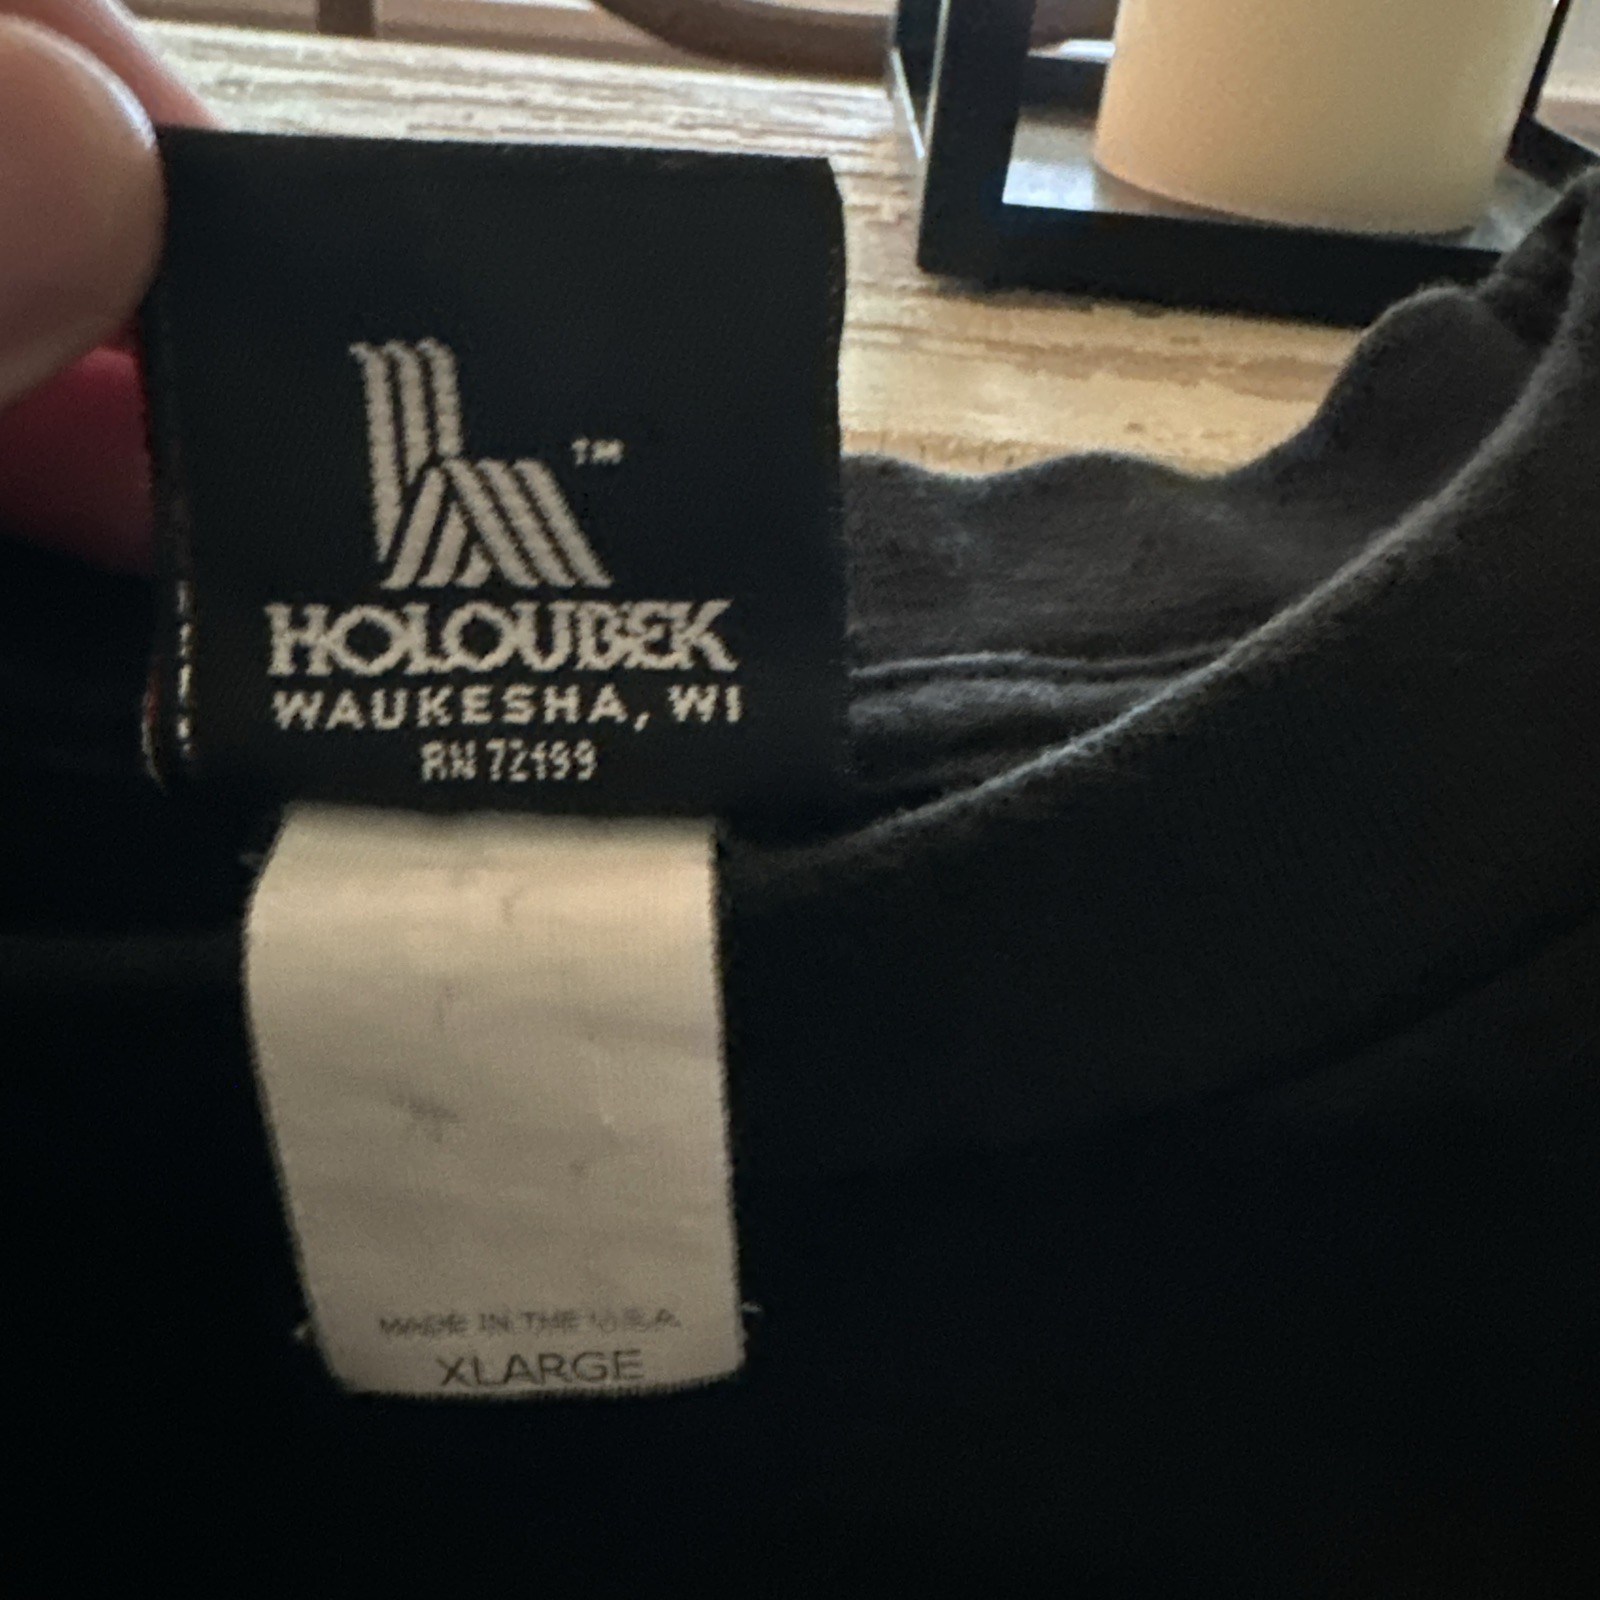 TM
HOLOUBEK
WAUKESHA, WI
RN 72199
MADE IN THE U.S.A.
XLARGE